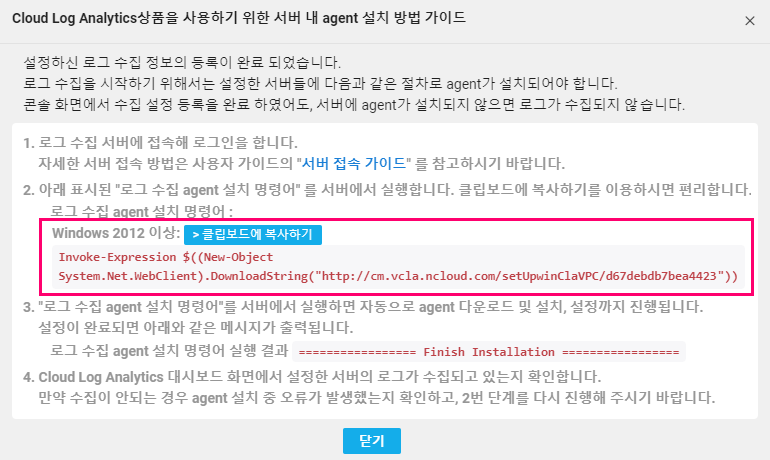 Cloud Log Analytics상품을 사용하기 위한 서버 내 agent 설치 방법 가이드
×
설정하신 로그 수집 정보의 등록이 완료 되었습니다.
로그 수집을 시작하기 위해서는 설정한 서버들에 다음과 같은 절차로 agent가 설치되어야 합니다.
콘솔 화면에서 수집 설정 등록을 완료 하였어도, 서버에 agent가 설치되지 않으면 로그가 수집되지 않습니다.
1. 로그 수집 서버에 접속해 로그인을 합니다.
자세한 서버 접속 방법은 사용자 가이드의 "서버 접속 가이드" 를 참고하시기 바랍니다.
2. 아래 표시된 "로그 수집 agent 설치 명령어" 를 서버에서 실행합니다. 클립보드에 복사하기를 이용하시면 편리합니다.
로그 수집 agent 설치 명령어 :
Windows 2012 이상: > 클립보드에 복사하기
Invoke-Expression $((New-Object
System.Net.WebClient).DownloadString("http://cm.vcla.ncloud.com/setUpwinClaVPC/d67debdb7bea4423"))
3. "로그 수집 agent 설치 명령어"를 서버에서 실행하면 자동으로 agent 다운로드 및 설치, 설정까지 진행됩니다.
설정이 완료되면 아래와 같은 메시지가 출력됩니다.
로그 수집 agent 설치 명령어 실행 결과 ================= Finish Installation =================
4. Cloud Log Analytics 대시보드 화면에서 설정한 서버의 로그가 수집되고 있는지 확인합니다.
만약 수집이 안되는 경우 agent 설치 중 오류가 발생했는지 확인하고, 2번 단계를 다시 진행해 주시기 바랍니다.
닫기